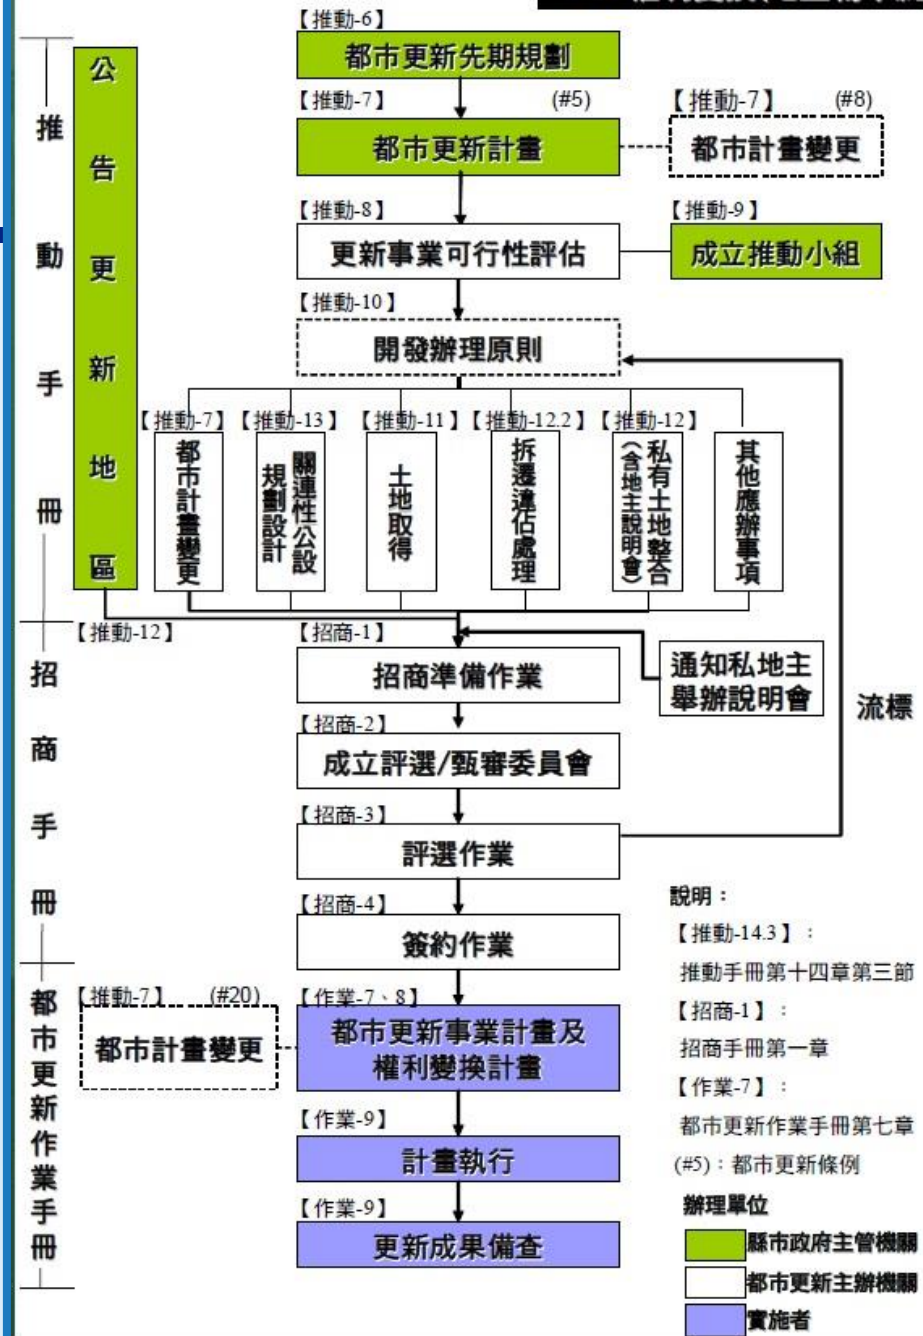 【推動-6】
都市更新先期規劃
【推動-7】 (#5)
都市更新計畫
【推動-7】 (#8)
都市計畫變更
【推動-8】
更新事業可行性評估
【推動-9】
成立推動小組
【推動-10】
開發辦理原則
公告更新地區
推動手冊
【推動-7】
都市計畫變更
【推動-13】
關連性公設
規劃設計
【推動-11】
土地取得
【推動-12.2】
拆遷違佔處理
【推動-12】
私有土地整合
(含地主說明會)
其他應辦事項
【推動-12】
招商手冊
【招商-1】
招商準備作業
通知私地主
舉辦說明會
流標
【招商-2】
成立評選/甄審委員會
【招商-3】
評選作業
【招商-4】
簽約作業
都市更新作業手冊
【推動-7】 (#20)
都市計畫變更
【作業-7、8】
都市更新事業計畫及
權利變換計畫
【作業-9】
計畫執行
【作業-9】
更新成果備查
說明：
【推動-14.3】：
推動手冊第十四章第三節
【招商-1】：
招商手冊第一章
【作業-7】：
都市更新作業手冊第七章
(#5)：都市更新條例
辦理單位
縣市政府主管機關
都市更新主辦機關
實施者